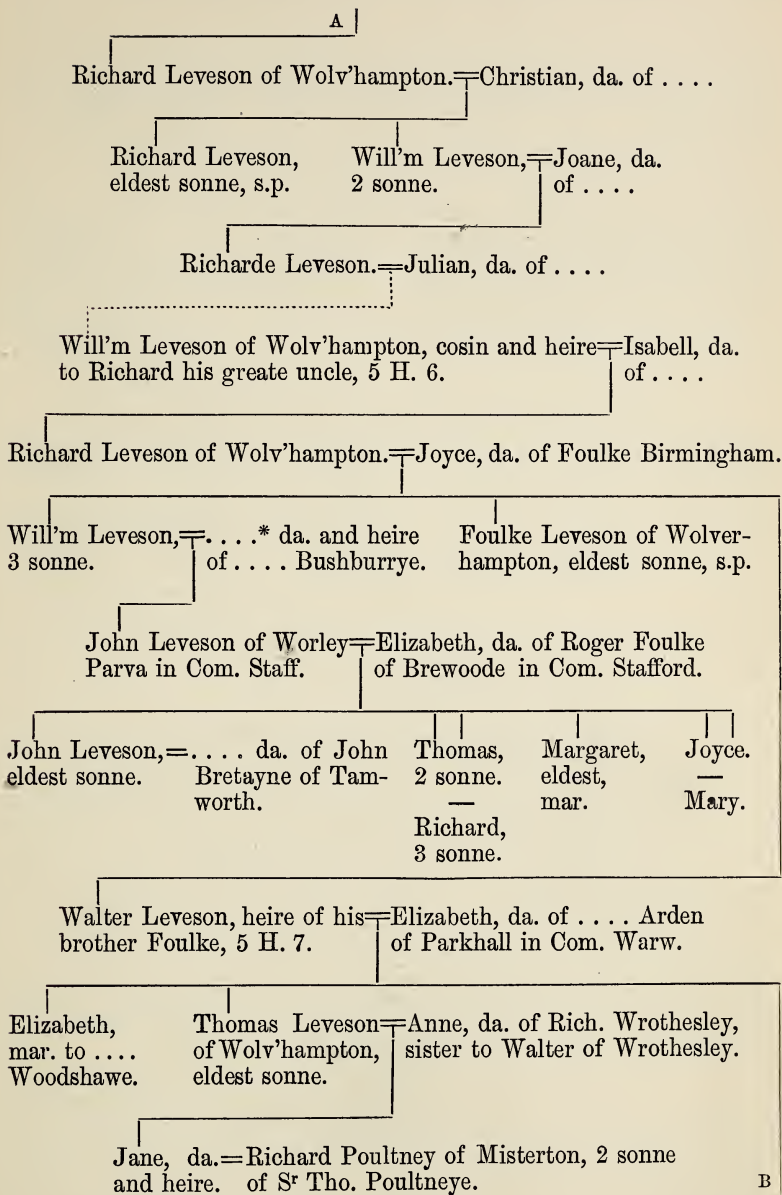 A
Richard Leveson of Wolv'hampton.=Christian, da. of . . . .
Richard Leveson,
eldest sonne, s.p.
Will'm Leveson,=Joane, da.
2 sonne. of . . . .
Richarde Leveson.=Julian, da. of . . . .
Will'm Leveson of Wolv'hampton, cosin and heire=Isabell, da.
to Richard his greate uncle, 5 H. 6. of . . . .
Richard Leveson of Wolv'hampton.=Joyce, da. of Foulke Birmingham.
Will'm Leveson,=. . . .* da. and heire
3 sonne. of . . . . Bushburrye.
Foulke Leveson of Wolver-
hampton, eldest sonne, s.p.
John Leveson of Worley=Elizabeth, da. of Roger Foulke
Parva in Com. Staff. of Brewoode in Com. Stafford.
John Leveson,=. . . . da. of John
eldest sonne. Bretayne of Tam-
worth.
Thomas,
2 sonne.
—
Richard,
3 sonne.
Margaret,
eldest,
mar.
Joyce.
—
Mary.
Walter Leveson, heire of his=Elizabeth, da. of . . . . Arden
brother Foulke, 5 H. 7. of Parkhall in Com. Warw.
Elizabeth,
mar. to ....
Woodshawe.
Thomas Leveson=Anne, da. of Rich. Wrothesley,
of Wolv'hampton, sister to Walter of Wrothesley.
eldest sonne.
Jane, da.=Richard Poultney of Misterton, 2 sonne
and heire. of Sr Tho. Poultneye.
B